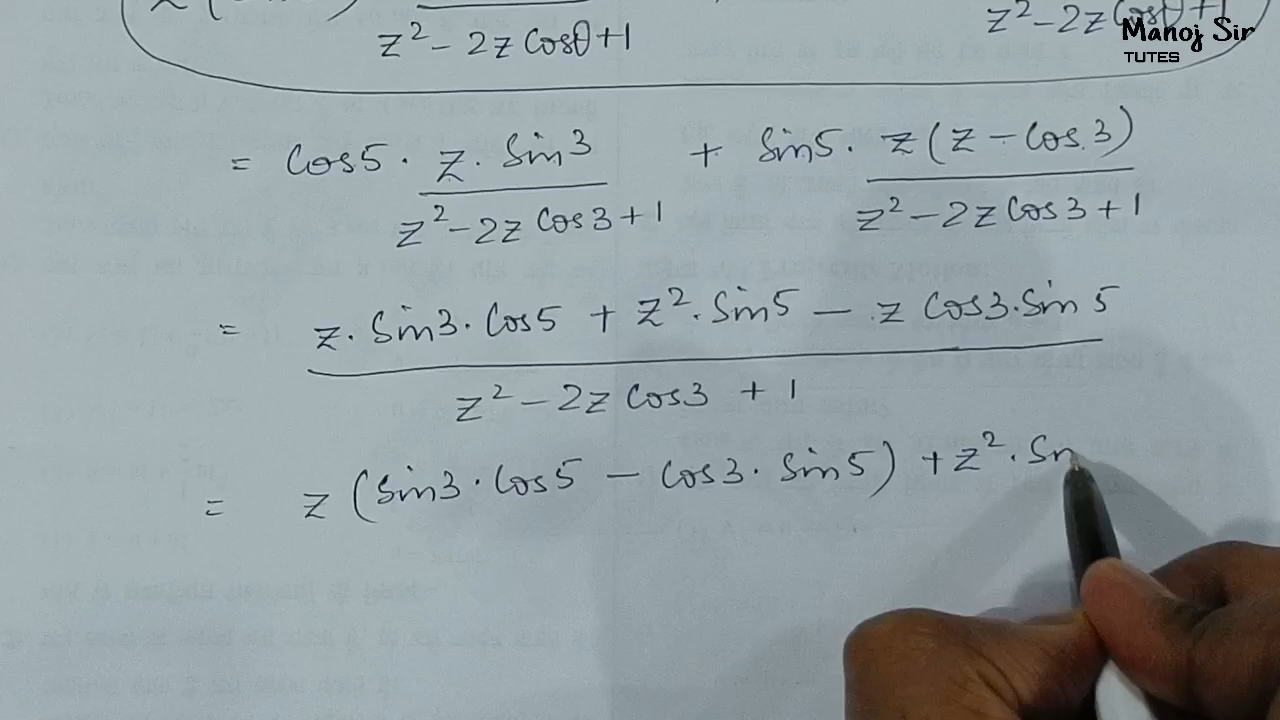 z² - 2z Cosθ + 1 z² - 2z Cosθ + 1
Manoj Sir
TUTES
= Cos5 · z · Sin3 / z² - 2z Cos3 + 1 + Sin5 · z(z - Cos3) / z² - 2z Cos3 + 1
= z · Sin3 · Cos5 + z² · Sin5 - z Cos3 · Sin5
z² - 2z Cos3 + 1
= z (Sin3 · Cos5 - Cos3 · Sin5) + z² · Sn